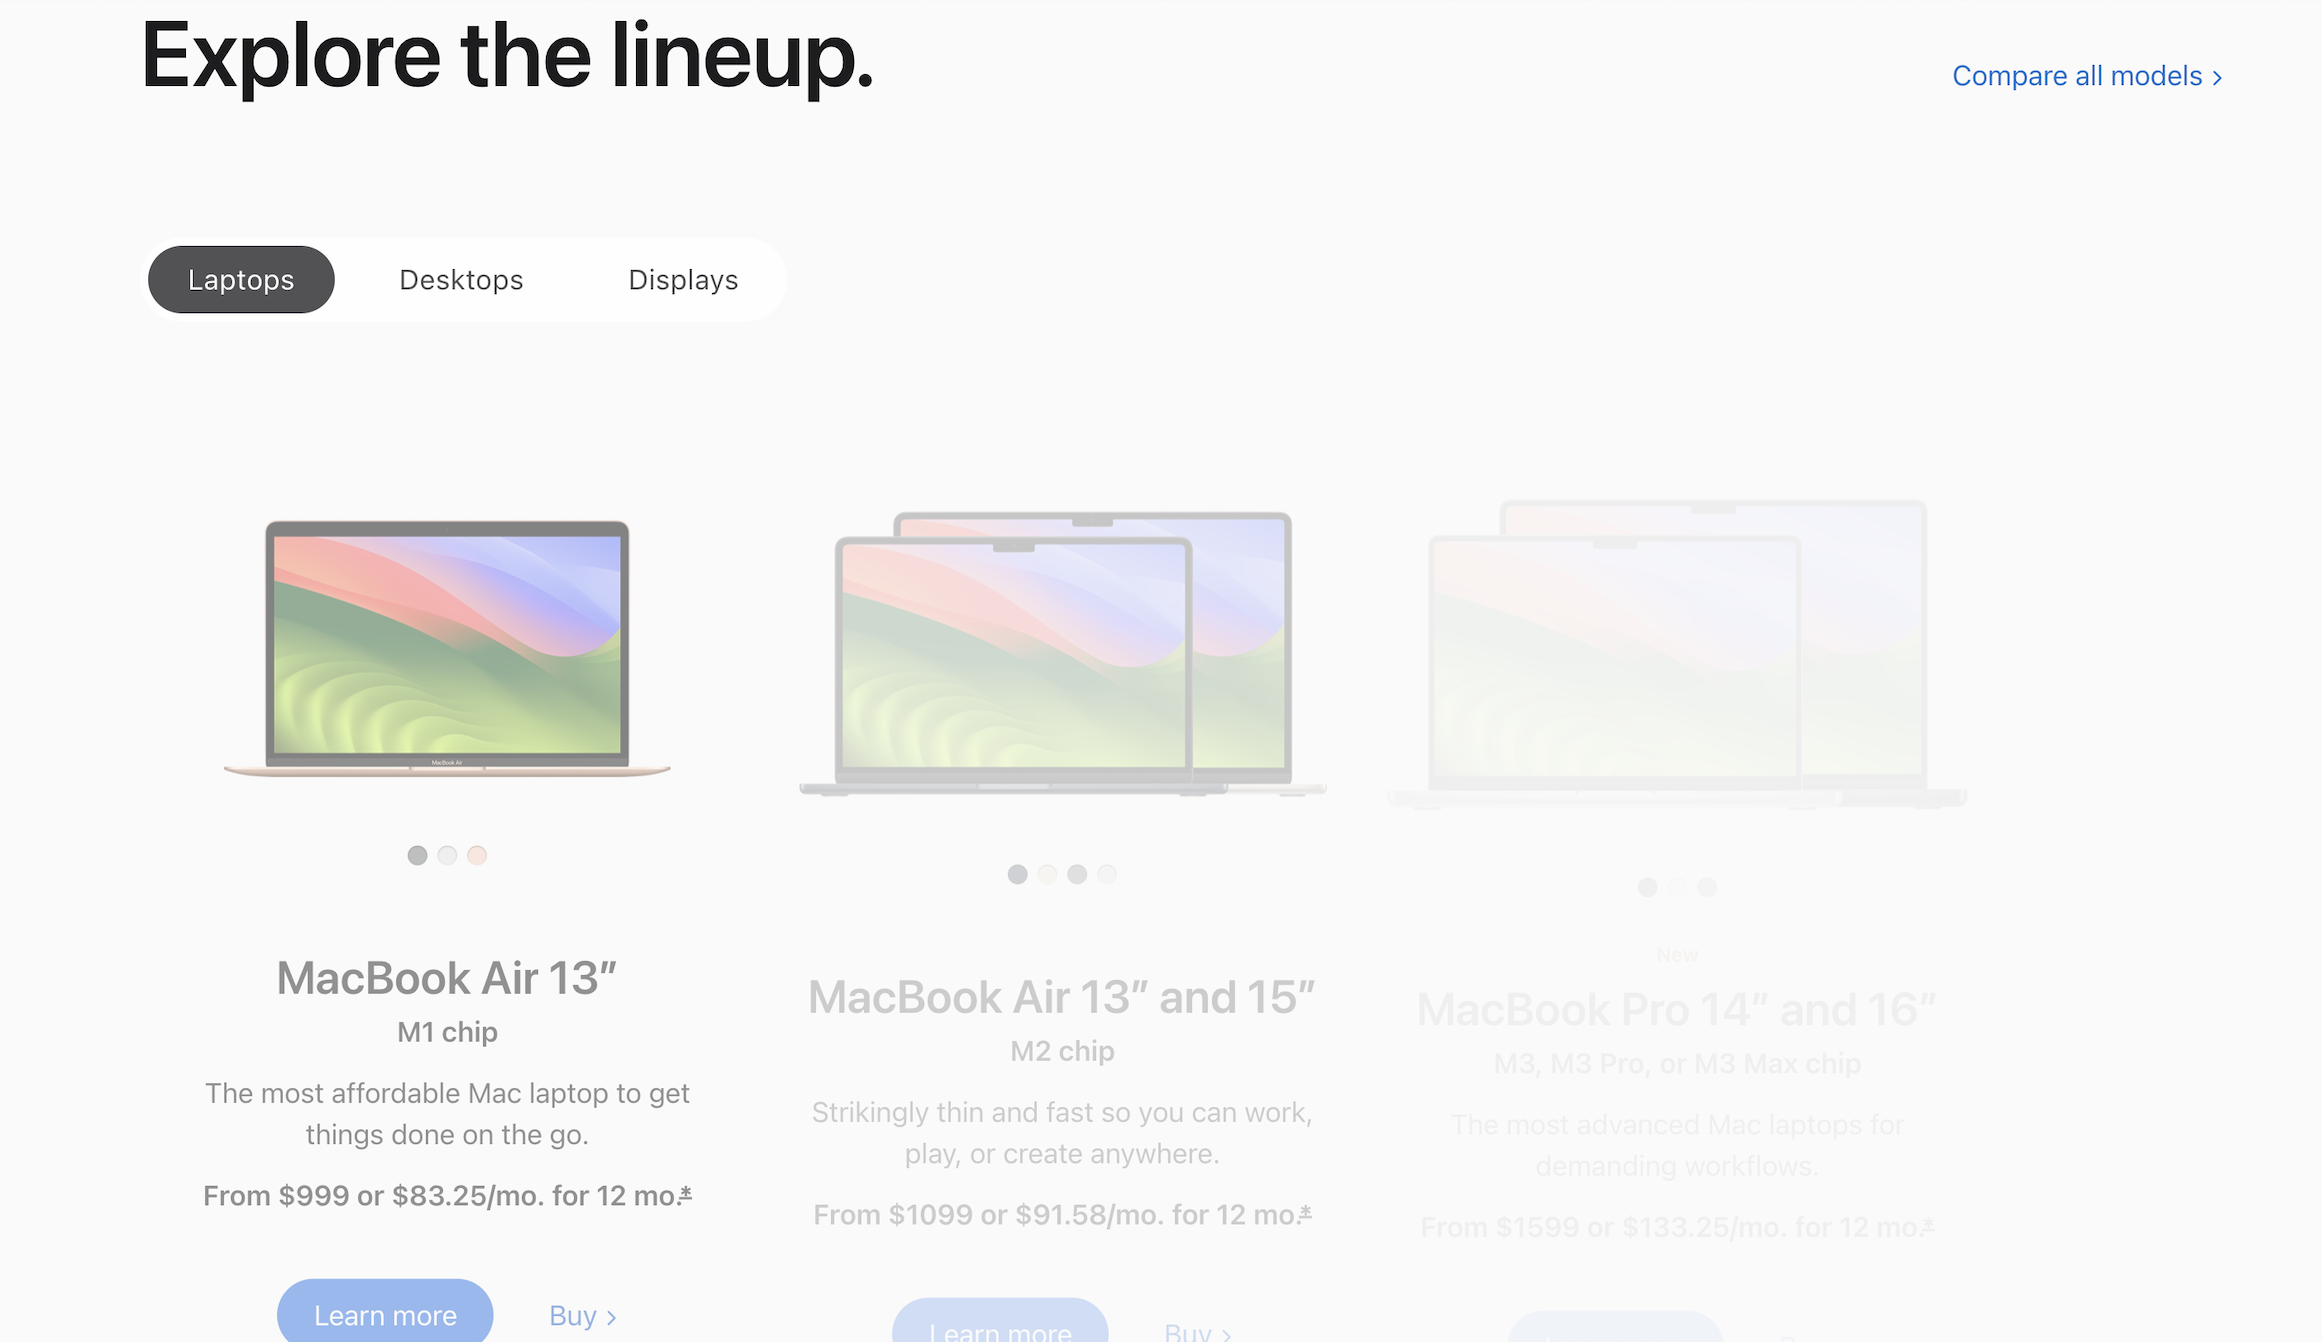 Explore the lineup.
Compare all models >
Laptops
Desktops
Displays
MacBook Air
MacBook Air 13”
M1 chip
The most affordable Mac laptop to get
things done on the go.
From $999 or $83.25/mo. for 12 mo.*
Learn more
Buy >
MacBook Air 13” and 15”
M2 chip
Strikingly thin and fast so you can work,
play, or create anywhere.
From $1099 or $91.58/mo. for 12 mo.*
Learn more
Buy >
New
MacBook Pro 14” and 16”
M3, M3 Pro, or M3 Max chip
The most advanced Mac laptops for
demanding workflows.
From $1599 or $133.25/mo. for 12 mo.*